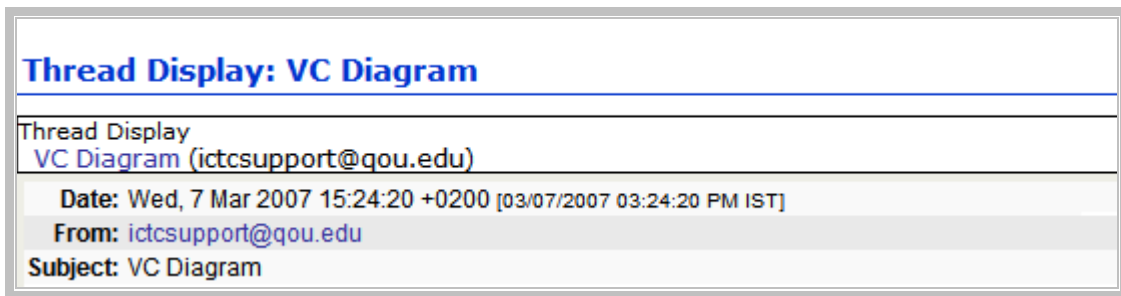 Thread Display: VC Diagram
Thread Display
VC Diagram (ictcsupport@qou.edu)
Date: Wed, 7 Mar 2007 15:24:20 +0200 [03/07/2007 03:24:20 PM IST]
From: ictcsupport@qou.edu
Subject: VC Diagram